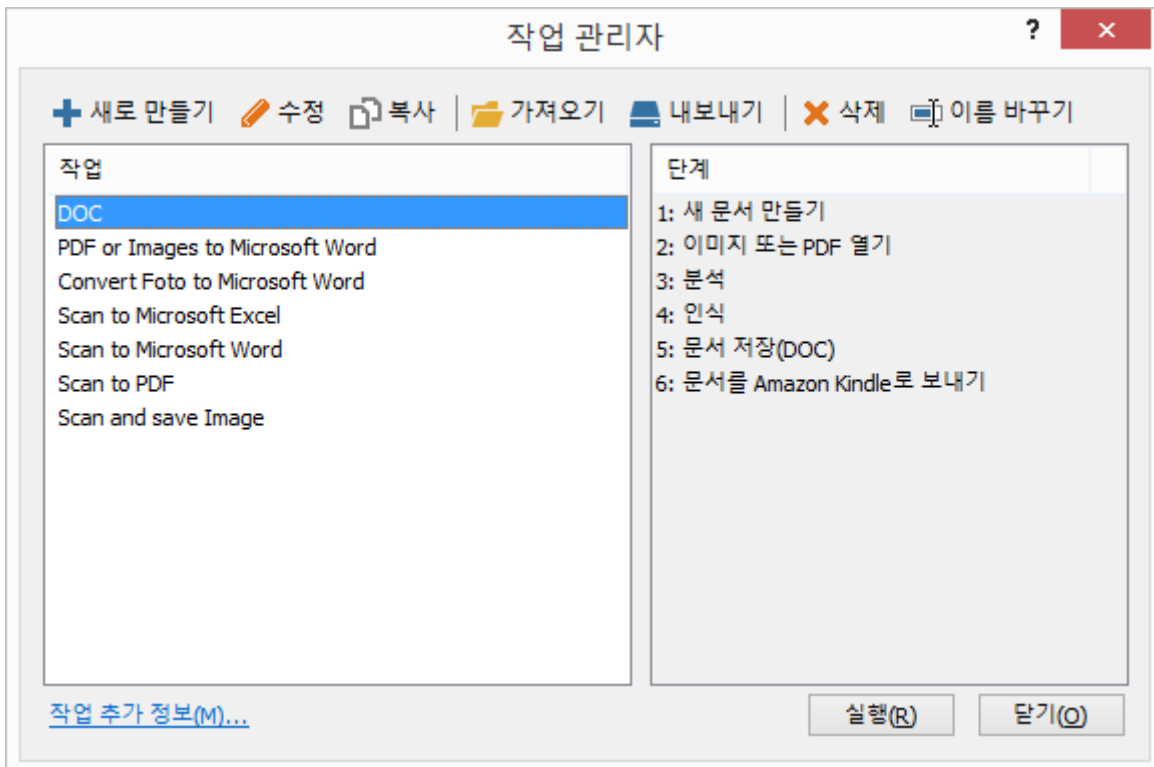 작업 관리자
?
새로 만들기 수정 복사 가져오기 내보내기 삭제 이름 바꾸기
작업
DOC
PDF or Images to Microsoft Word
Convert Foto to Microsoft Word
Scan to Microsoft Excel
Scan to Microsoft Word
Scan to PDF
Scan and save Image
단계
1: 새 문서 만들기
2: 이미지 또는 PDF 열기
3: 분석
4: 인식
5: 문서 저장(DOC)
6: 문서를 Amazon Kindle로 보내기
작업 추가 정보(M)...
실행(R) 닫기(O)